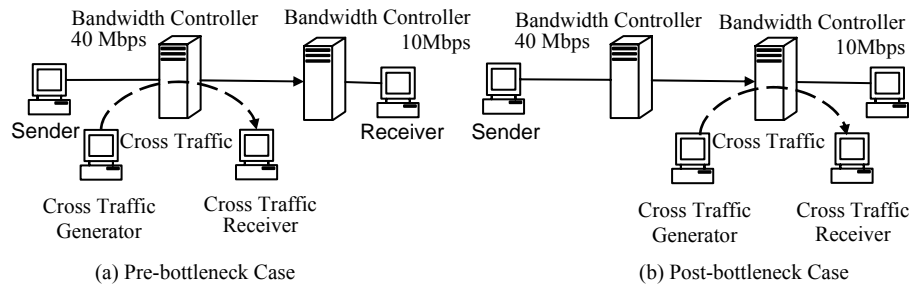 Bandwidth Controller
40 Mbps
Bandwidth Controller
10Mbps
Sender
Receiver
Cross Traffic
Cross Traffic
Generator
Cross Traffic
Receiver
(a) Pre-bottleneck Case
Bandwidth Controller
40 Mbps
Bandwidth Controller
10Mbps
Sender
Cross Traffic
Cross Traffic
Generator
Cross Traffic
Receiver
(b) Post-bottleneck Case